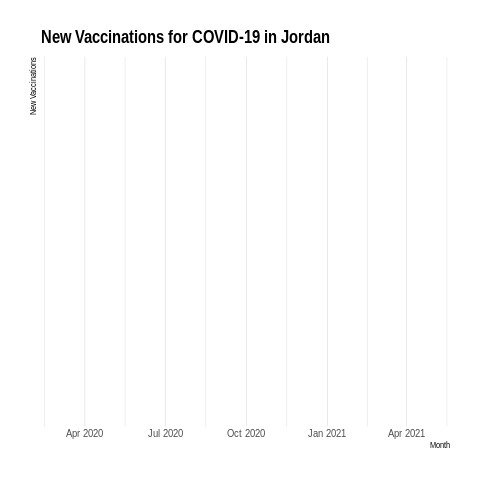 New Vaccinations for COVID-19 in Jordan
New Vaccinations
Apr 2020 Jul 2020 Oct 2020 Jan 2021 Apr 2021
Month